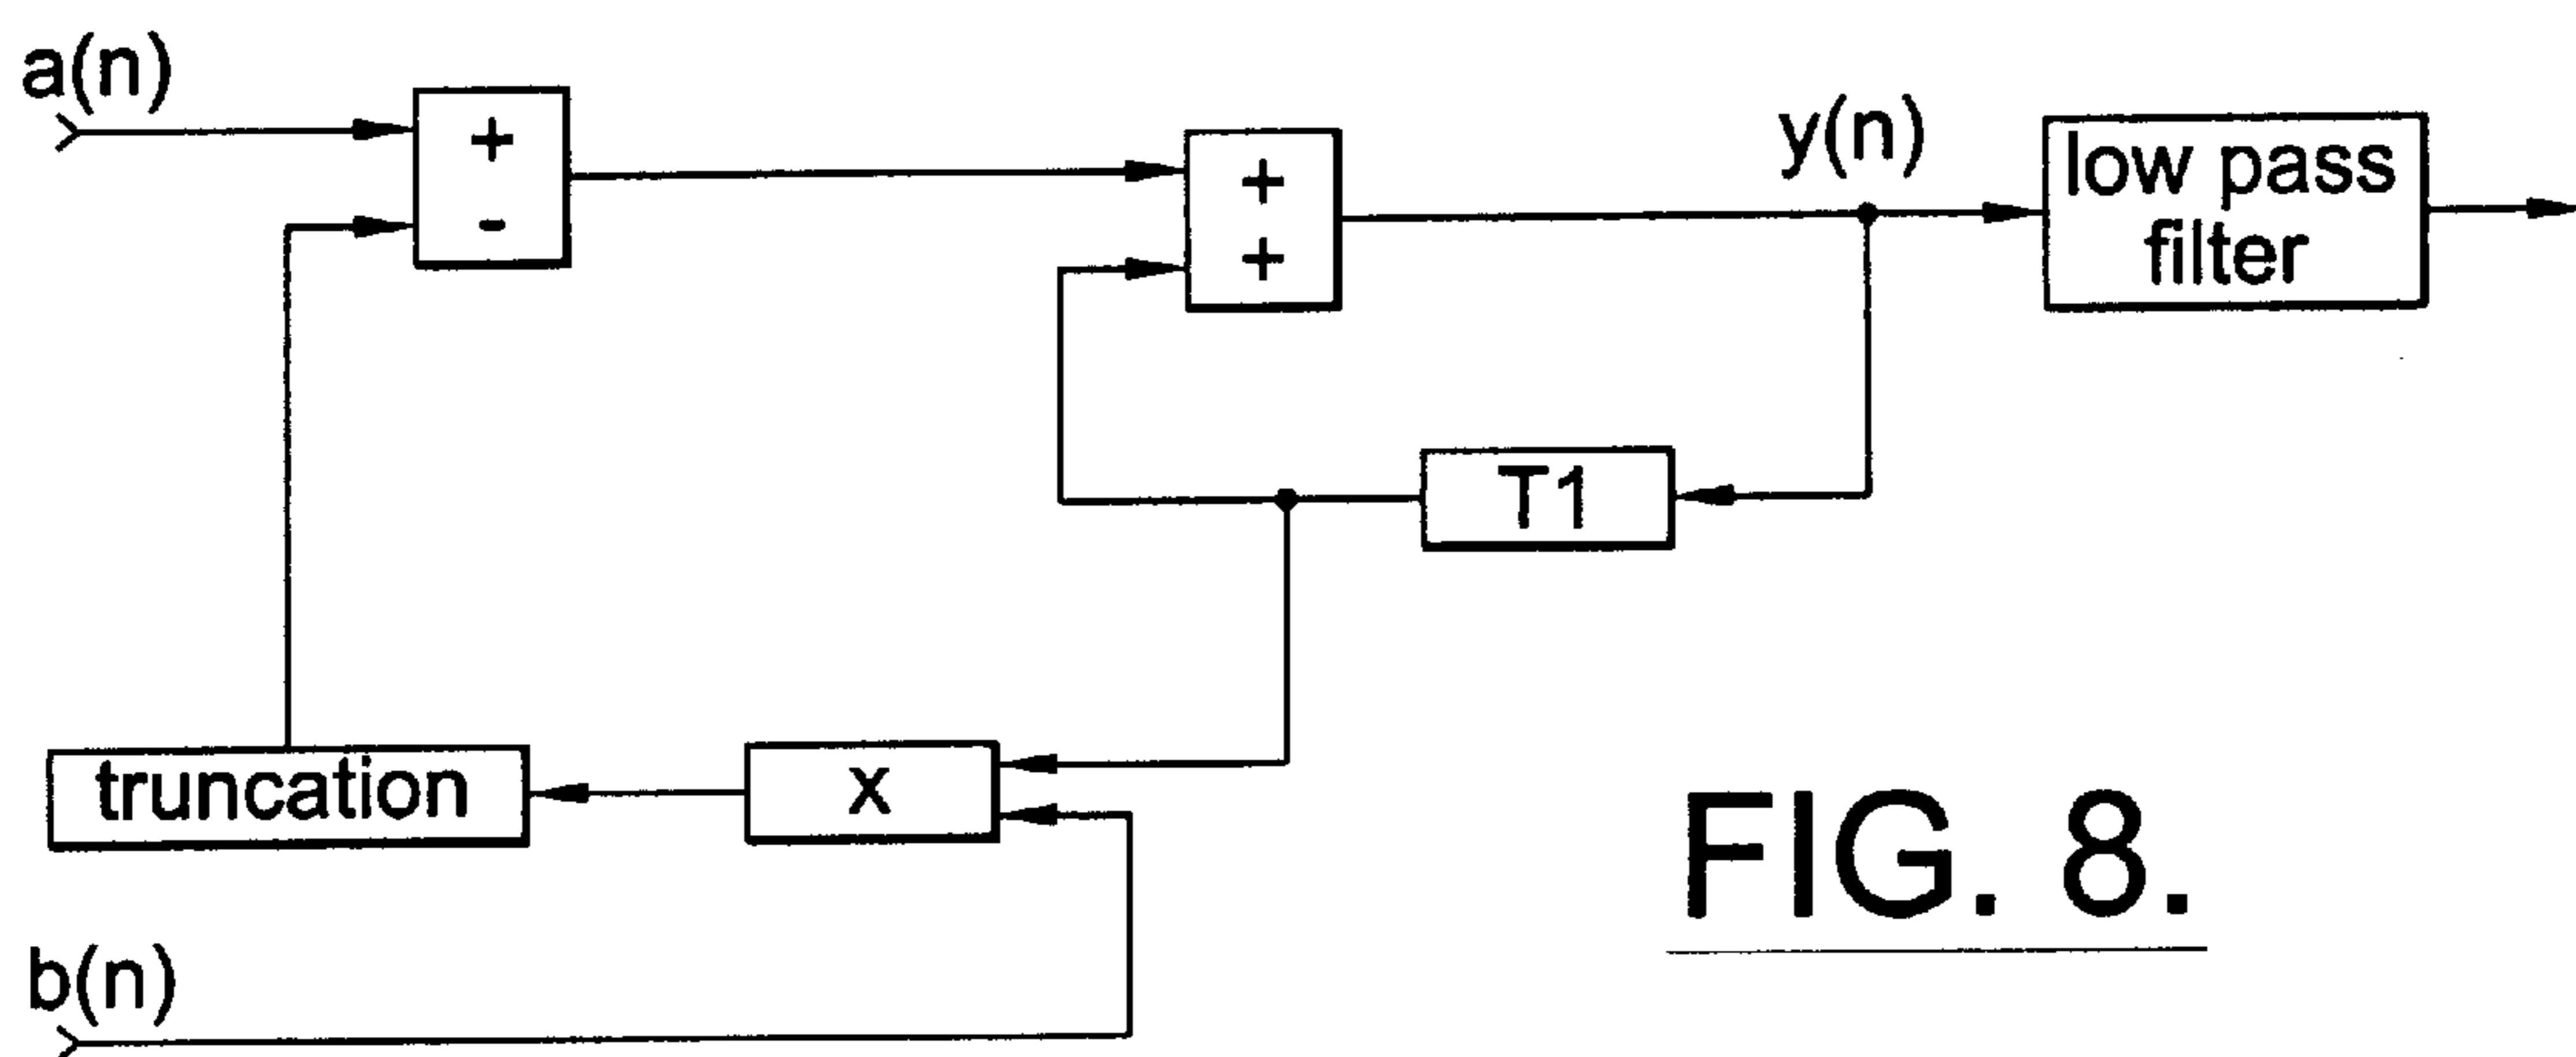 a(n)
+
-
+
+
y(n)
low pass
filter
T1
truncation
x
b(n)
FIG. 8.